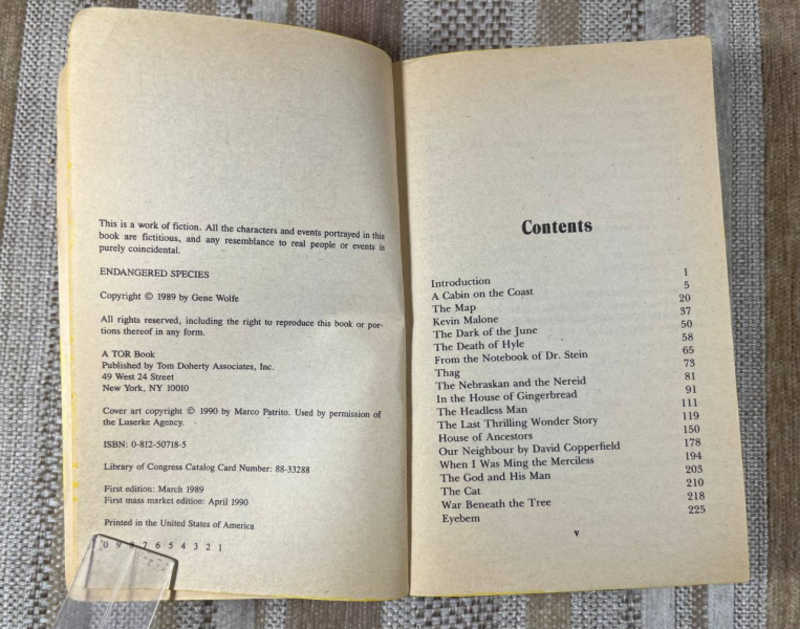 This is a work of fiction. All the characters and events portrayed in this
book are fictitious, and any resemblance to real people or events is
purely coincidental.
ENDANGERED SPECIES
Copyright © 1989 by Gene Wolfe
All rights reserved, including the right to reproduce this book or por-
tions thereof in any form.
A TOR Book
Published by Tom Doherty Associates, Inc.
49 West 24 Street
New York, NY 10010
Cover art copyright © 1990 by Marco Patrito. Used by permission of
the Luserke Agency.
ISBN: 0-812-50718-5
Library of Congress Catalog Card Number: 88-33288
First edition: March 1989
First mass market edition: April 1990
Printed in the United States of America
0 9 8 7 6 5 4 3 2 1
Contents
Introduction 1
A Cabin on the Coast 5
The Map 20
Kevin Malone 37
The Dark of the June 50
The Death of Hyle 58
From the Notebook of Dr. Stein 65
Thag 73
The Nebraskan and the Nereid 81
In the House of Gingerbread 91
The Headless Man 111
The Last Thrilling Wonder Story 119
House of Ancestors 150
Our Neighbour by David Copperfield 178
When I Was Ming the Merciless 194
The God and His Man 203
The Cat 210
War Beneath the Tree 218
Eyebem 225
v